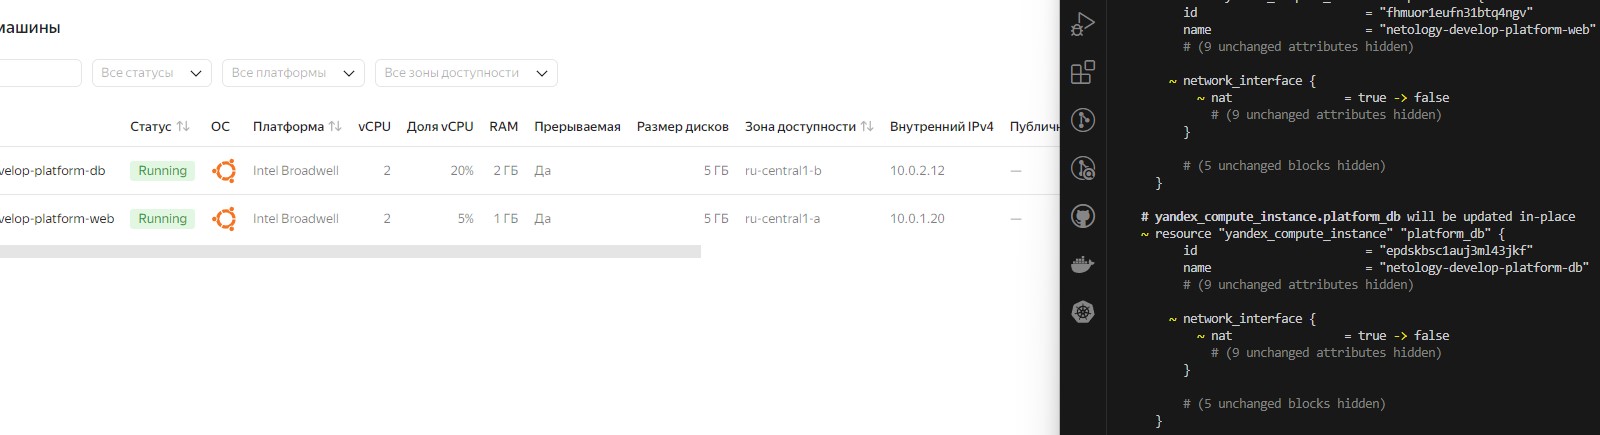 машины
Все статусы
Все платформы
Все зоны доступности
Статус ОС Платформа vCPU Доля vCPU RAM Прерываемая Размер дисков Зона доступности Внутренний IPv4 Публичн
velop-platform-db Running Intel Broadwell 2 20% 2 ГБ Да 5 ГБ ru-central1-b 10.0.2.12 —
velop-platform-web Running Intel Broadwell 2 5% 1 ГБ Да 5 ГБ ru-central1-a 10.0.1.20 —
id = "fhmuor1eufn31btq4ngv"
name = "netology-develop-platform-web"
# (9 unchanged attributes hidden)
~ network_interface {
~ nat = true -> false
# (9 unchanged attributes hidden)
}
# (5 unchanged blocks hidden)
}
# yandex_compute_instance.platform_db will be updated in-place
~ resource "yandex_compute_instance" "platform_db" {
id = "epdskbsc1auj3ml43jkf"
name = "netology-develop-platform-db"
# (9 unchanged attributes hidden)
~ network_interface {
~ nat = true -> false
# (9 unchanged attributes hidden)
}
# (5 unchanged blocks hidden)
}